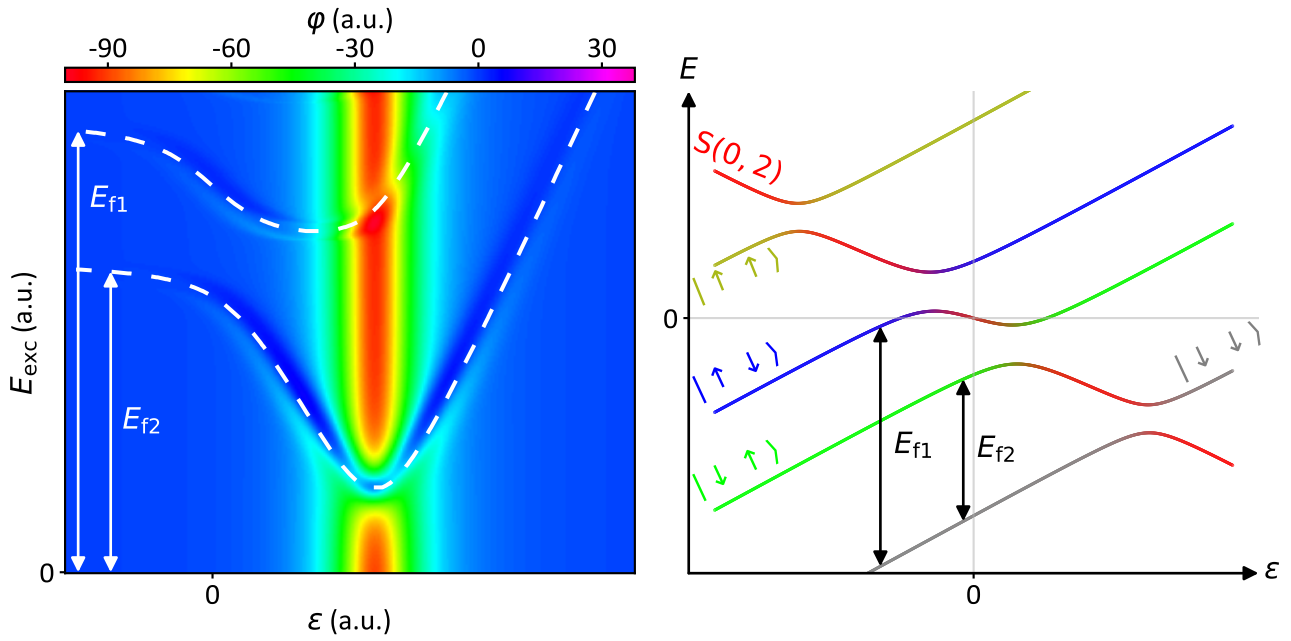 φ (a.u.)
-90 -60 -30 0 30
E_f1
E_f2
E_exc (a.u.)
0
0
ε (a.u.)
E
S(0, 2)
|↑ ↑⟩
0
|↑ ↓⟩
|↓ ↓⟩
|↓ ↑⟩
E_f1
E_f2
0
ε